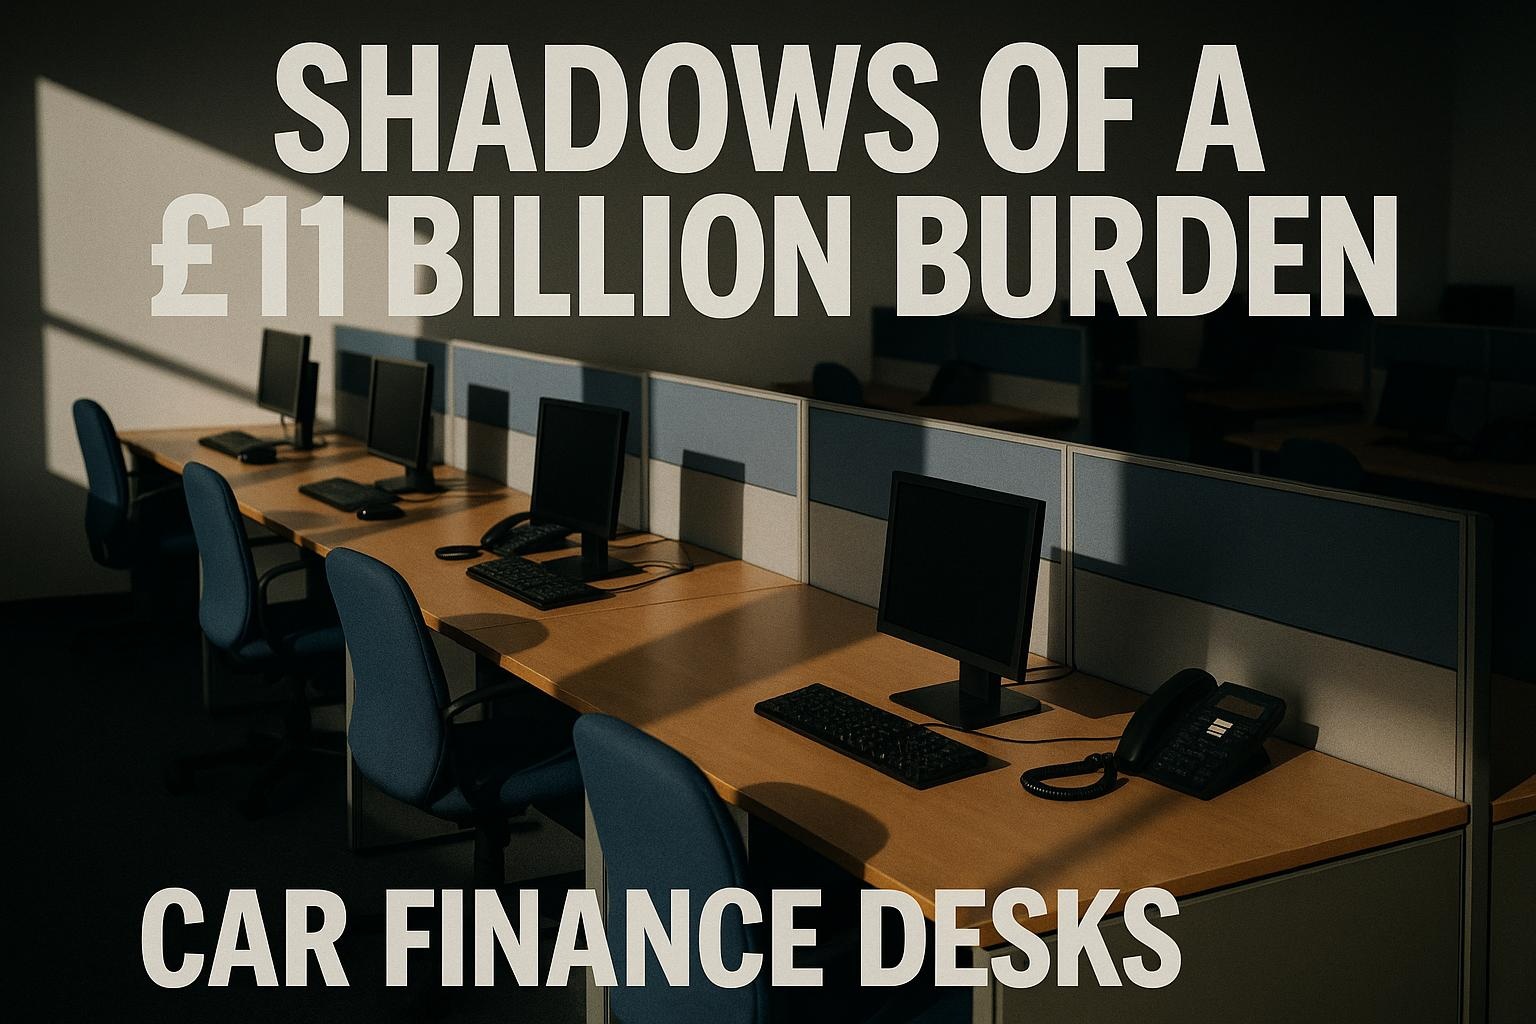 SHADOWS OF A
£11 BILLION BURDEN
CAR FINANCE DESKS